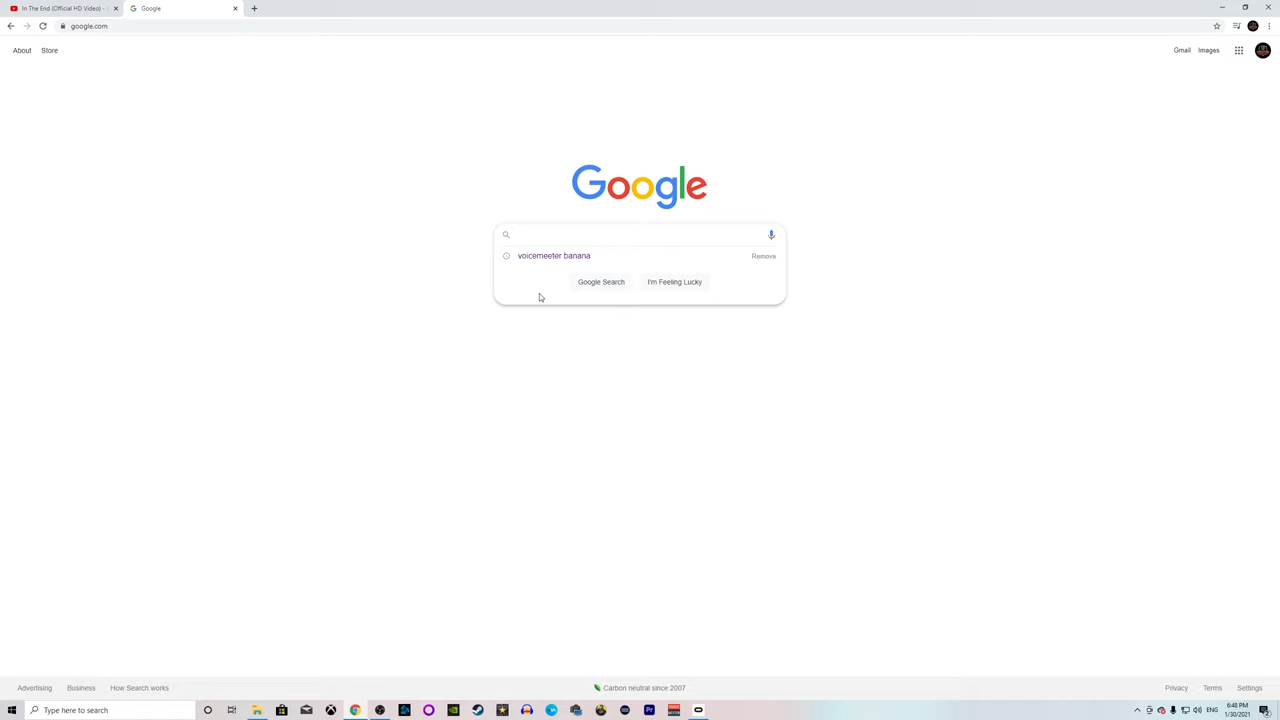 In The End (Official HD Video) -
Google
google.com
About
Store
Gmail
Images
Google
voicemeeter banana
Remove
Google Search
I'm Feeling Lucky
Advertising
Business
How Search works
Carbon neutral since 2007
Privacy
Terms
Settings
Type here to search
Pr
ENG
6:48 PM
1/30/2021